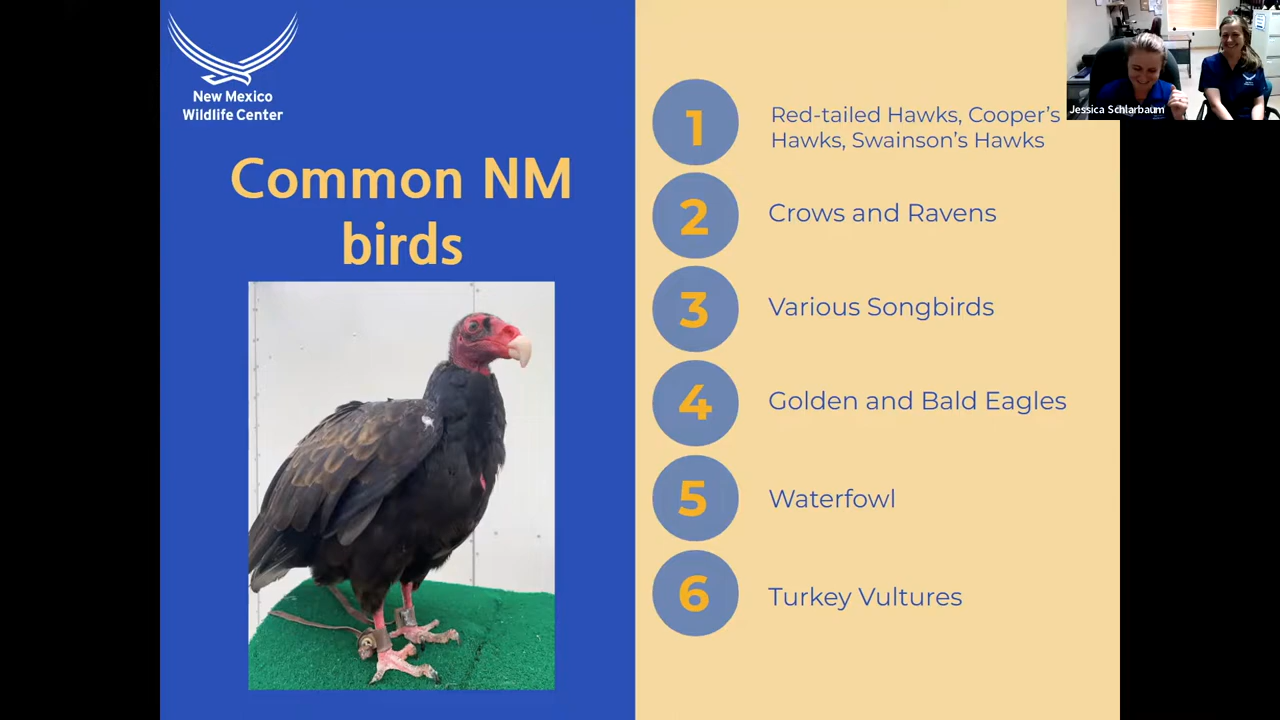 New Mexico
Wildlife Center
Common NM
birds
1
Red-tailed Hawks, Cooper's
Hawks, Swainson's Hawks
2
Crows and Ravens
3
Various Songbirds
4
Golden and Bald Eagles
5
Waterfowl
6
Turkey Vultures
Jessica Schlarbaum